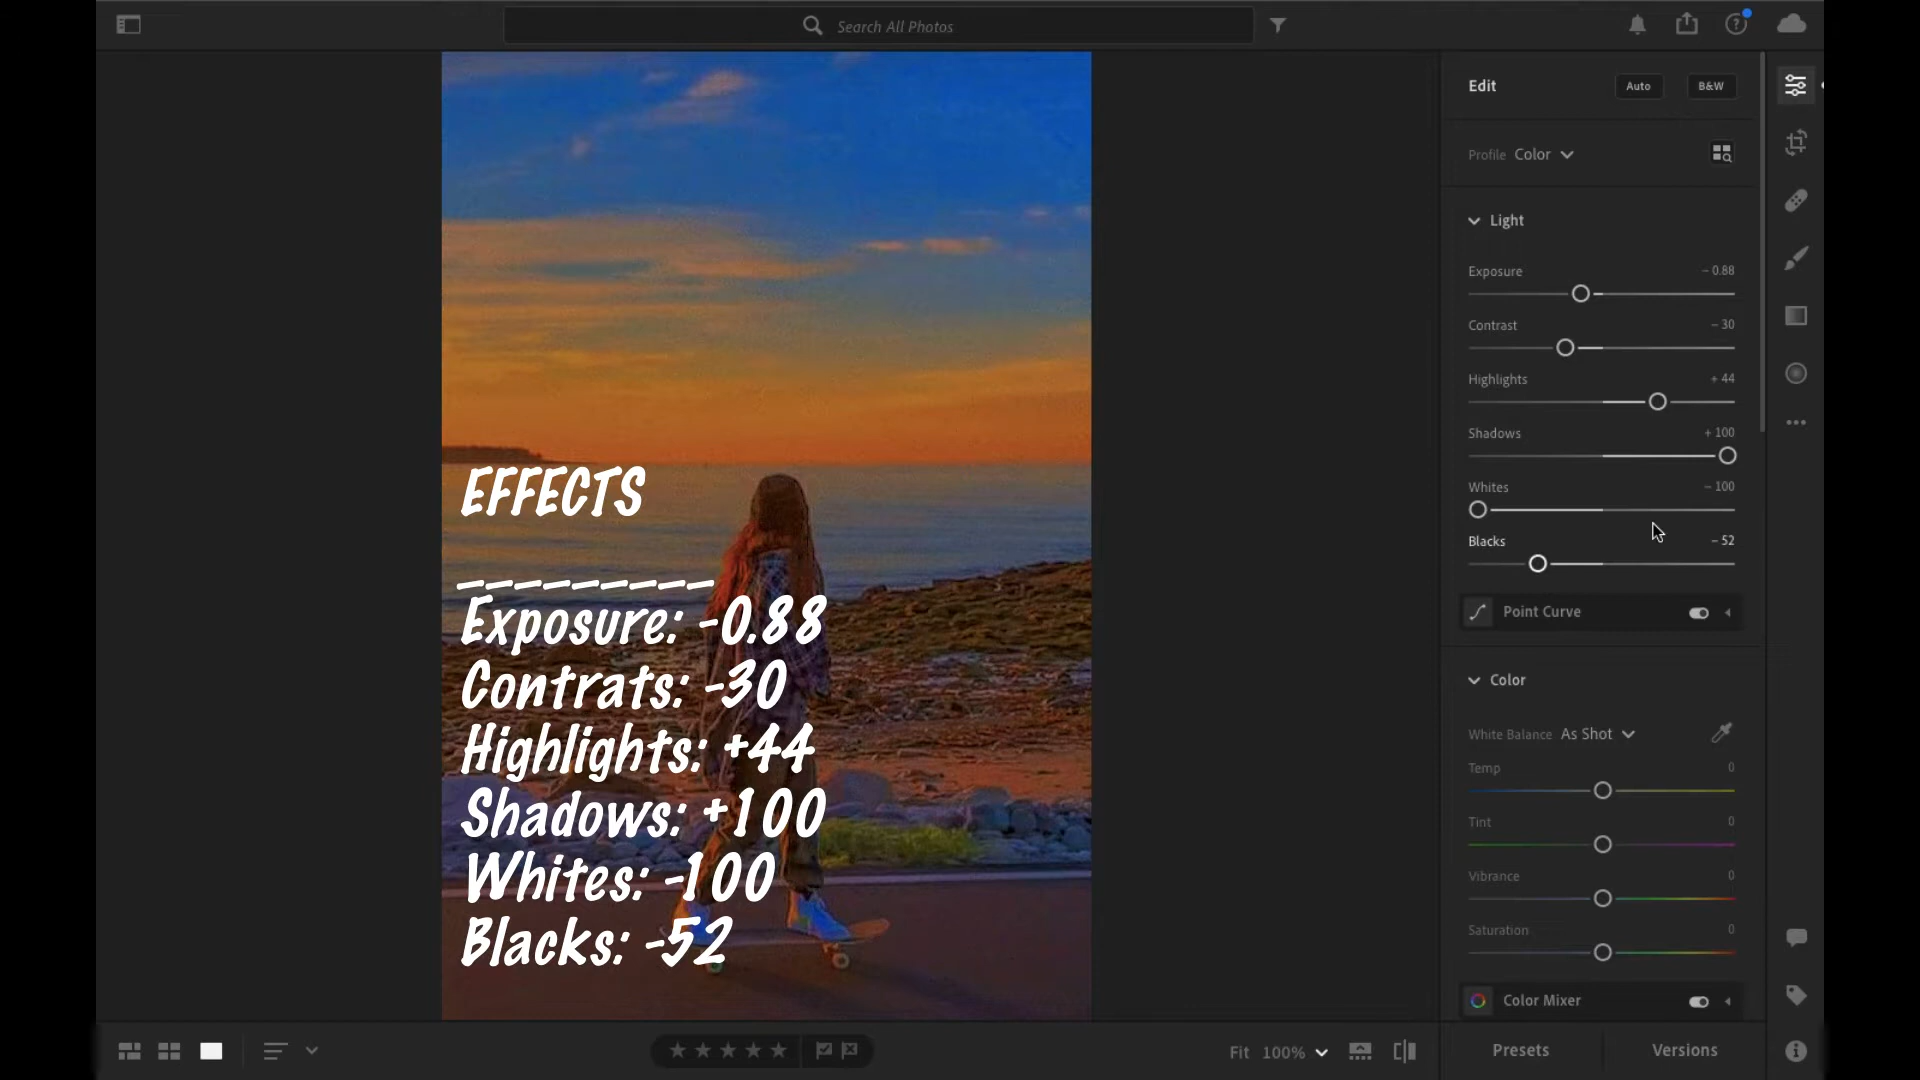 Search All Photos
Edit
Auto
B&W
Profile Color
Light
Exposure
− 0.88
Contrast
− 30
Highlights
+ 44
Shadows
+ 100
Whites
− 100
Blacks
− 52
Point Curve
Color
White Balance As Shot
Temp
0
Tint
0
Vibrance
0
Saturation
0
Color Mixer
EFFECTS
_________
Exposure: -0.88
Contrats: -30
Highlights: +44
Shadows: +100
Whites: -100
Blacks: -52
Fit 100%
Presets
Versions